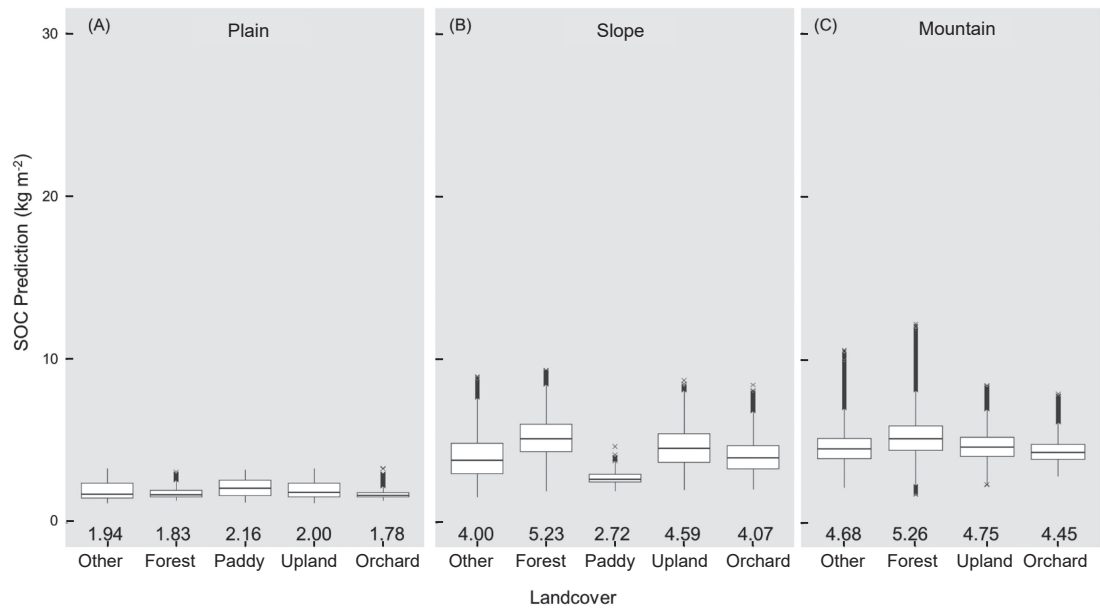 (A)
Plain
(B)
Slope
(C)
Mountain
SOC Prediction (kg m-2)
30
20
10
0
1.94 1.83 2.16 2.00 1.78
4.00 5.23 2.72 4.59 4.07
4.68 5.26 4.75 4.45
Other Forest Paddy Upland Orchard
Other Forest Paddy Upland Orchard
Other Forest Upland Orchard
Landcover